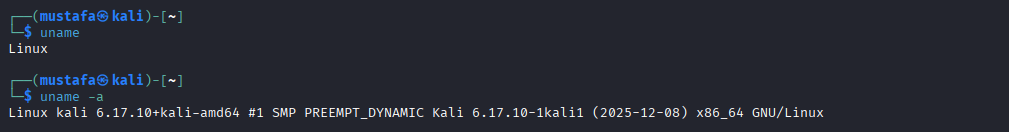 ┌──(mustafa㉿kali)-[~]
└─$ uname
Linux
┌──(mustafa㉿kali)-[~]
└─$ uname -a
Linux kali 6.17.10+kali-amd64 #1 SMP PREEMPT_DYNAMIC Kali 6.17.10-1kali1 (2025-12-08) x86_64 GNU/Linux